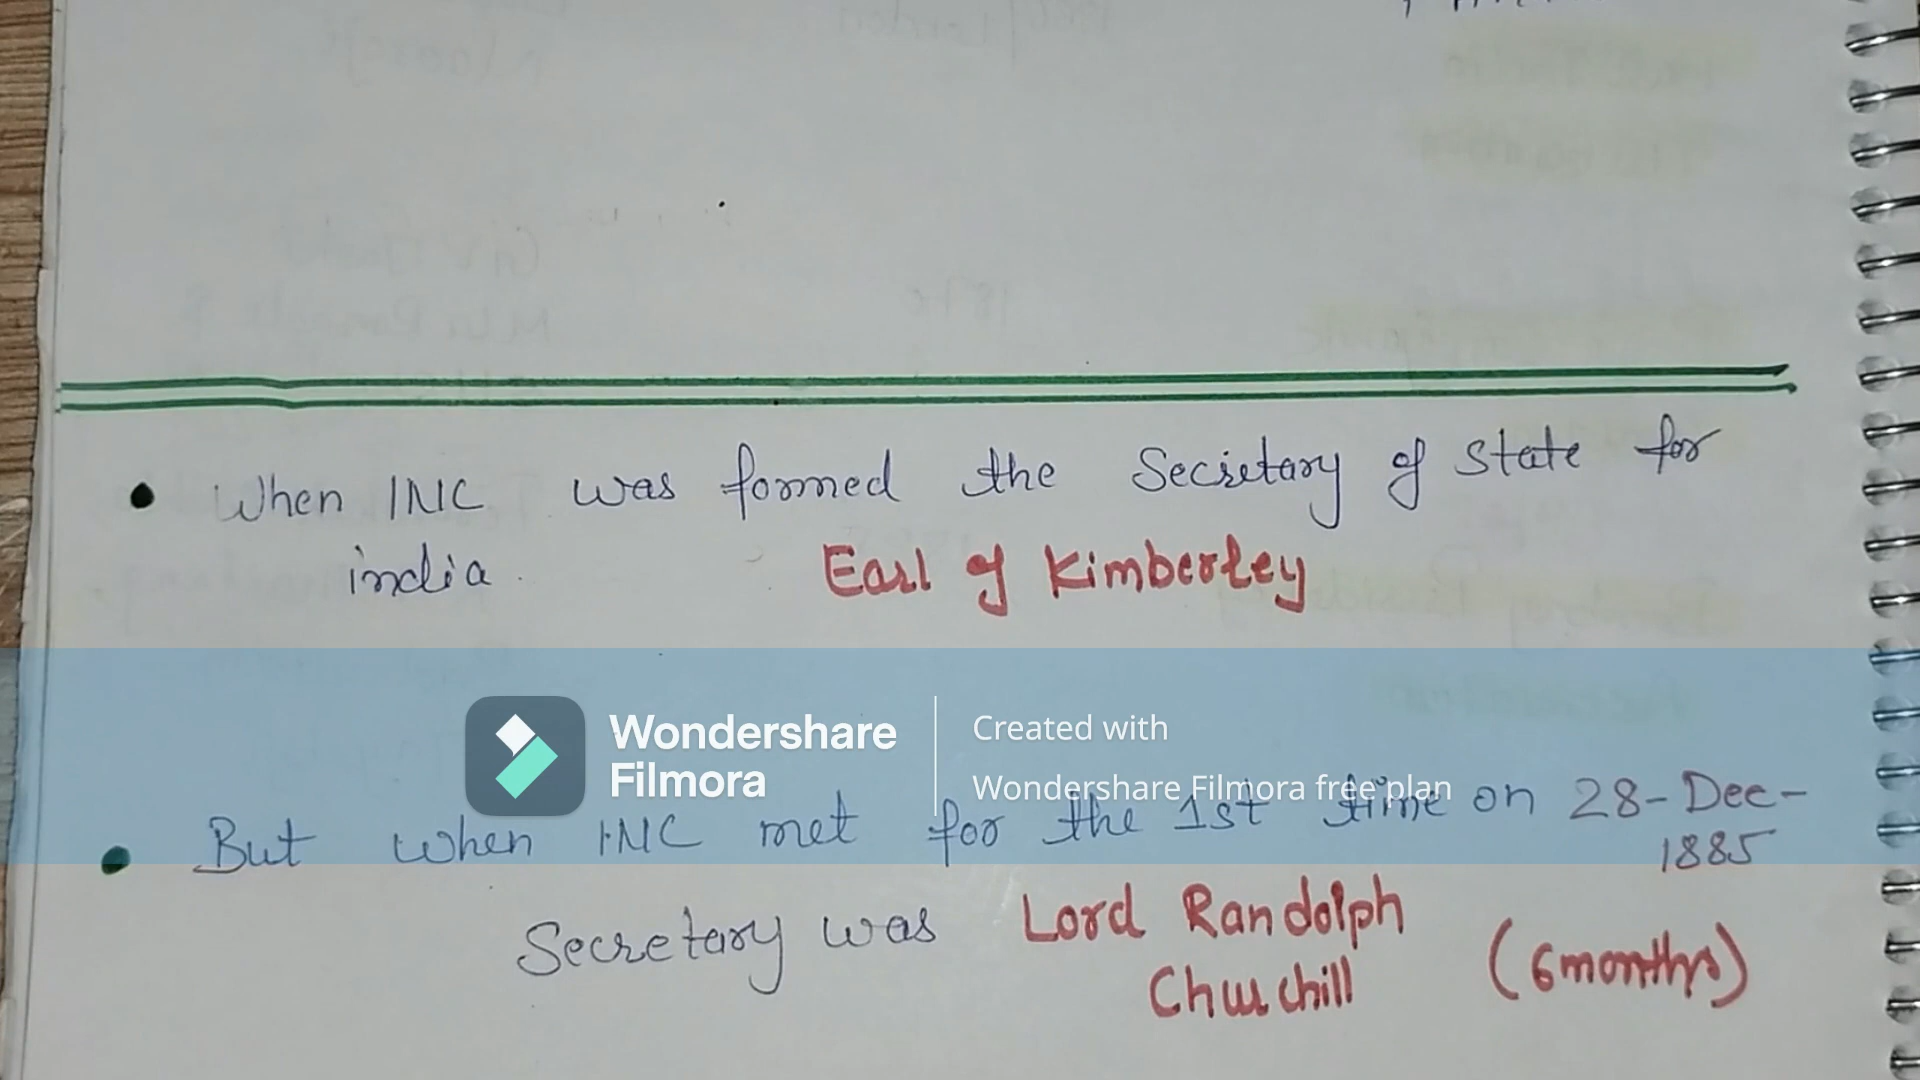 When INC was formed the Secretary of state for
india. Earl of Kimberley
Wondershare
Filmora
Created with
Wondershare Filmora free plan
But when INC met for the 1st time on 28-Dec-
1885
Secretary was Lord Randolph
Churchill (6 months)